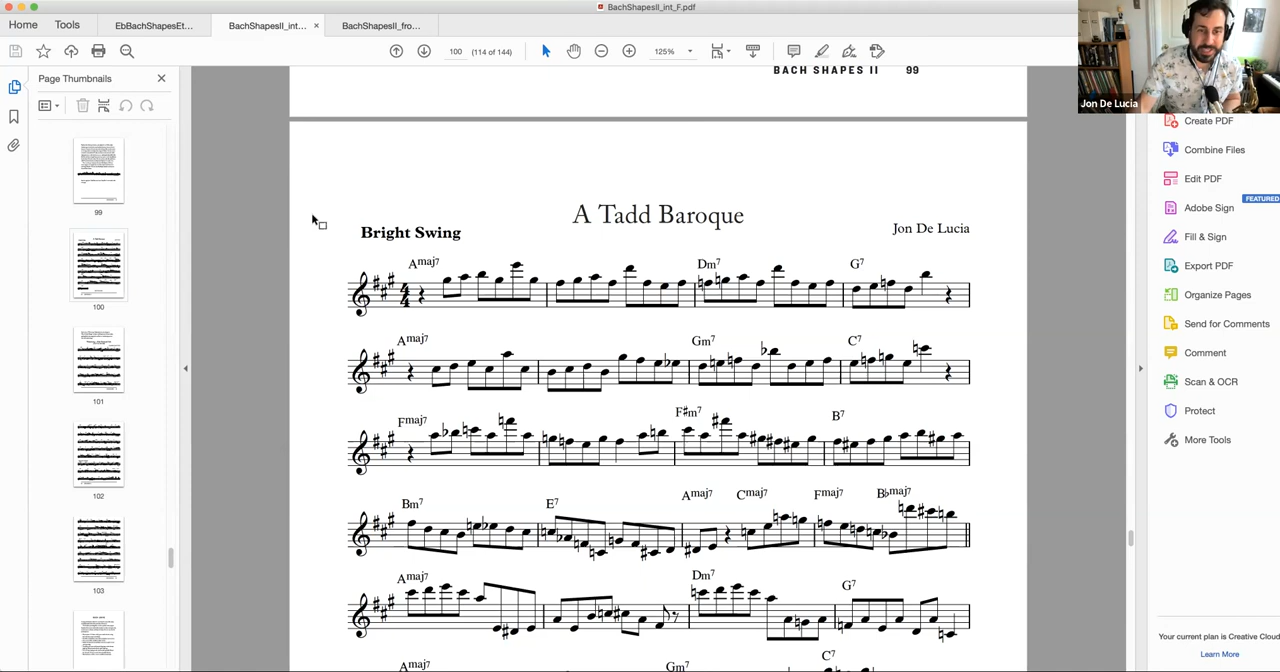 BachShapesII_int_F.pdf
Home Tools EbBachShapesEt... BachShapesII_int... × BachShapesII_fro...
100 (114 of 144) 125%
Page Thumbnails
99
100
101
102
103
BACH SHAPES II 99
A Tadd Baroque
Bright Swing
Jon De Lucia
Amaj7 Dm7 G7
4
4
Amaj7 Gm7 C7
Fmaj7 F#m7 B7
Bm7 E7 Amaj7 Cmaj7 Fmaj7 B♭maj7
Amaj7 Dm7 G7
Amaj7 Gm7 C7
Jon De Lucia
Create PDF
Combine Files
Edit PDF
Adobe Sign
FEATURED
Fill & Sign
Export PDF
Organize Pages
Send for Comments
Comment
Scan & OCR
Protect
More Tools
Your current plan is Creative Cloud
Learn More